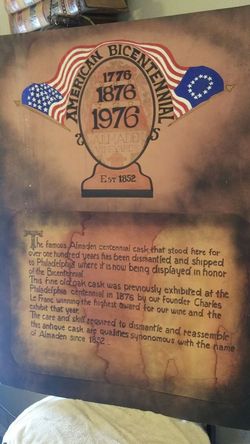 AMERICAN BICENTENNIAL
1776
1876
1976
ALMADEN
EST 1852
The famous Almaden centennial cask that stood here for
over one hundred years has been dismantled and shipped
to Philadelphia where it is now being displayed in honor
of the Bicentennial.
This fine old oak cask was previously exhibited at the
Philadelphia centennial in 1876 by our Founder Charles
Le Franc winning the highest award for our wine and the
exhibit that year.
The care and skill required to dismantle and reassemble
this antique cask are qualities synonomous with the name
of Almaden since 1852.